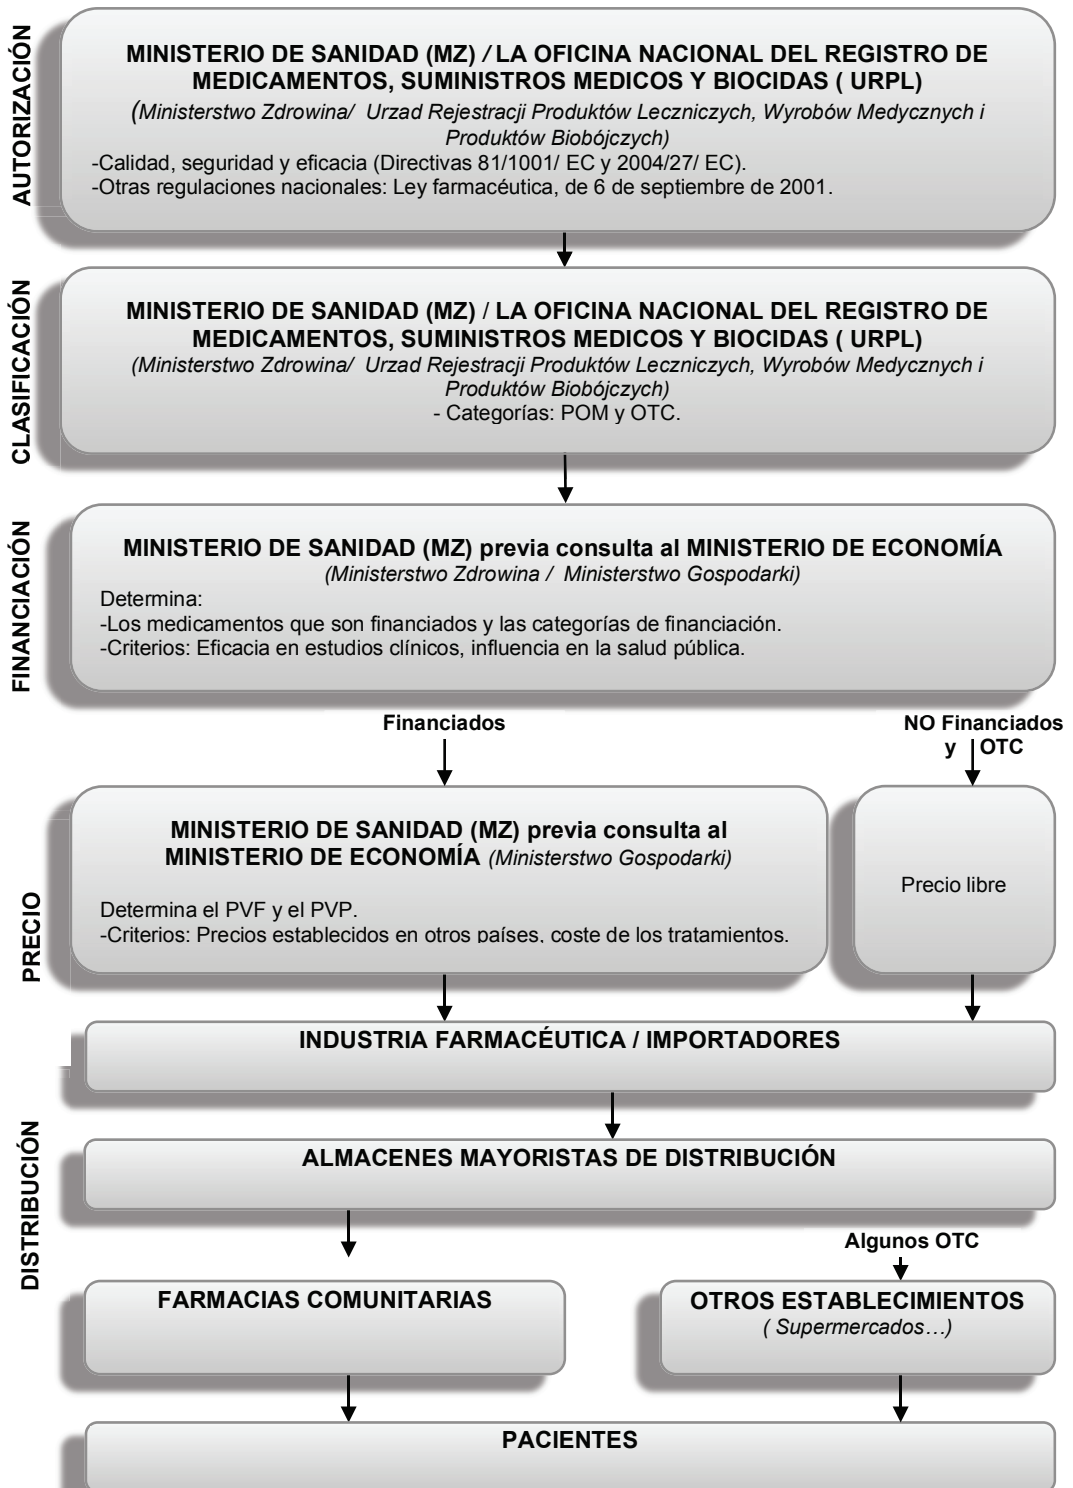 AUTORIZACIÓN
MINISTERIO DE SANIDAD (MZ) / LA OFICINA NACIONAL DEL REGISTRO DE
MEDICAMENTOS, SUMINISTROS MEDICOS Y BIOCIDAS ( URPL)
(Ministerstwo Zdrowina/ Urzad Rejestracji Produktów Leczniczych, Wyrobów Medycznych i
Produktów Biobójczych)
-Calidad, seguridad y eficacia (Directivas 81/1001/ EC y 2004/27/ EC).
-Otras regulaciones nacionales: Ley farmacéutica, de 6 de septiembre de 2001.
CLASIFICACIÓN
MINISTERIO DE SANIDAD (MZ) / LA OFICINA NACIONAL DEL REGISTRO DE
MEDICAMENTOS, SUMINISTROS MEDICOS Y BIOCIDAS ( URPL)
(Ministerstwo Zdrowina/ Urzad Rejestracji Produktów Leczniczych, Wyrobów Medycznych i
Produktów Biobójczych)
- Categorías: POM y OTC.
FINANCIACIÓN
MINISTERIO DE SANIDAD (MZ) previa consulta al MINISTERIO DE ECONOMÍA
(Ministerstwo Zdrowina / Ministerstwo Gospodarki)
Determina:
-Los medicamentos que son financiados y las categorías de financiación.
-Criterios: Eficacia en estudios clínicos, influencia en la salud pública.
Financiados
NO Financiados
y OTC
PRECIO
MINISTERIO DE SANIDAD (MZ) previa consulta al
MINISTERIO DE ECONOMÍA (Ministerstwo Gospodarki)
Determina el PVF y el PVP.
-Criterios: Precios establecidos en otros países, coste de los tratamientos.
Precio libre
DISTRIBUCIÓN
INDUSTRIA FARMACÉUTICA / IMPORTADORES
ALMACENES MAYORISTAS DE DISTRIBUCIÓN
Algunos OTC
FARMACIAS COMUNITARIAS
OTROS ESTABLECIMIENTOS
( Supermercados…)
PACIENTES